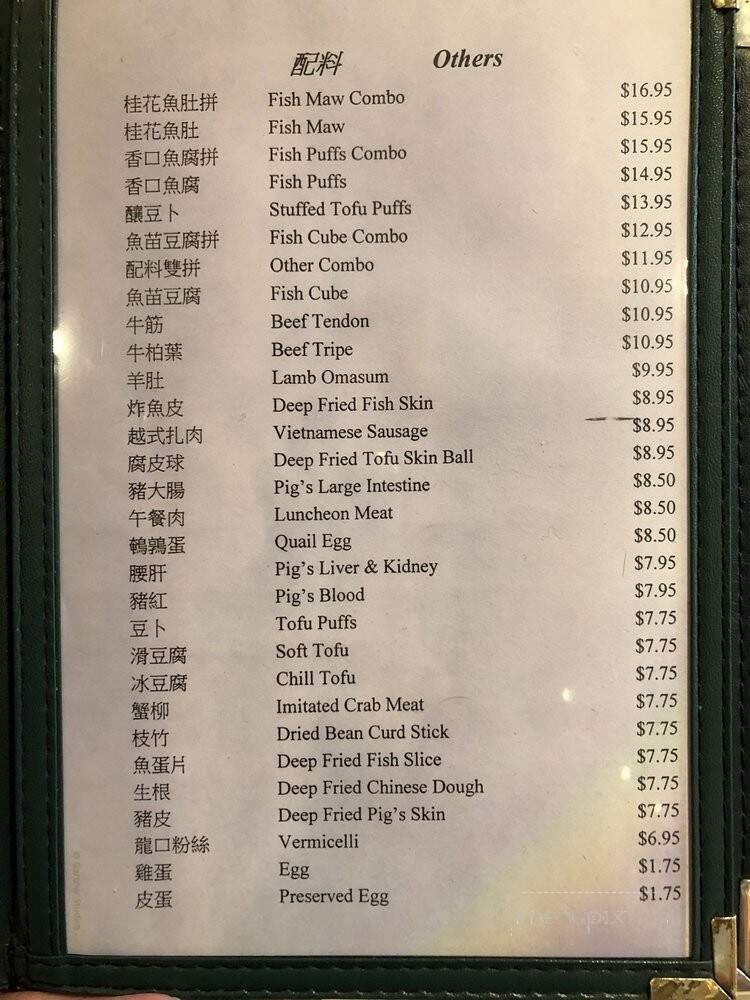 配料 Others
桂花魚肚拼 Fish Maw Combo $16.95
桂花魚肚 Fish Maw $15.95
香口魚腐拼 Fish Puffs Combo $15.95
香口魚腐 Fish Puffs $14.95
釀豆卜 Stuffed Tofu Puffs $13.95
魚苗豆腐拼 Fish Cube Combo $12.95
配料雙拼 Other Combo $11.95
魚苗豆腐 Fish Cube $10.95
牛筋 Beef Tendon $10.95
牛柏葉 Beef Tripe $10.95
羊肚 Lamb Omasum $9.95
炸魚皮 Deep Fried Fish Skin $8.95
越式扎肉 Vietnamese Sausage $8.95
腐皮球 Deep Fried Tofu Skin Ball $8.95
豬大腸 Pig's Large Intestine $8.50
午餐肉 Luncheon Meat $8.50
鵪鶉蛋 Quail Egg $8.50
腰肝 Pig's Liver & Kidney $7.95
豬紅 Pig's Blood $7.95
豆卜 Tofu Puffs $7.75
滑豆腐 Soft Tofu $7.75
冰豆腐 Chill Tofu $7.75
蟹柳 Imitated Crab Meat $7.75
枝竹 Dried Bean Curd Stick $7.75
魚蛋片 Deep Fried Fish Slice $7.75
生根 Deep Fried Chinese Dough $7.75
豬皮 Deep Fried Pig's Skin $7.75
龍口粉絲 Vermicelli $6.95
雞蛋 Egg $1.75
皮蛋 Preserved Egg $1.75